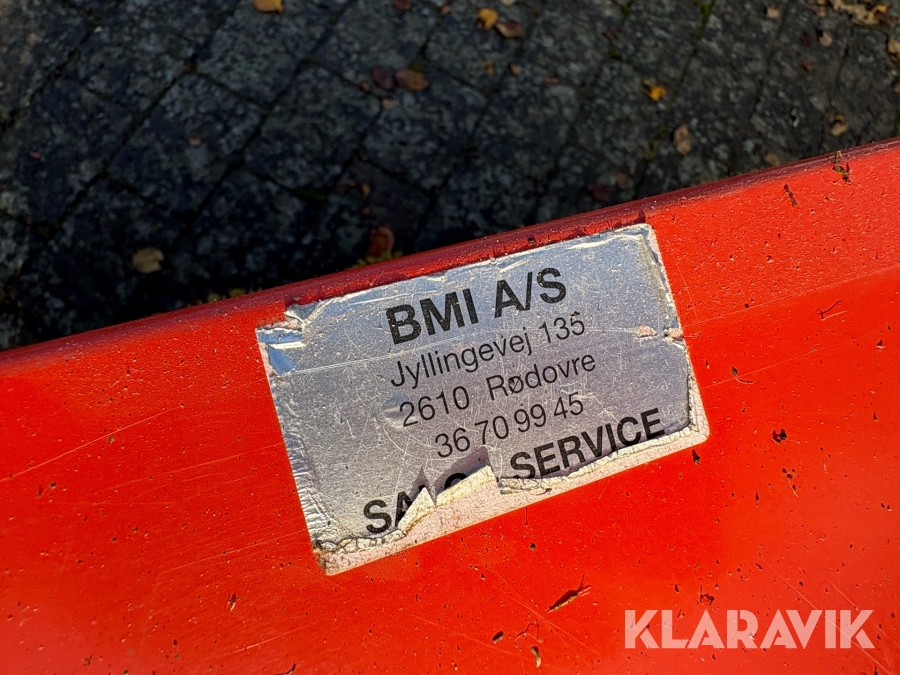 BMI A/S
Jyllingevej 135
2610 Rødovre
36 70 99 45
SERVICE
KLARAVIK